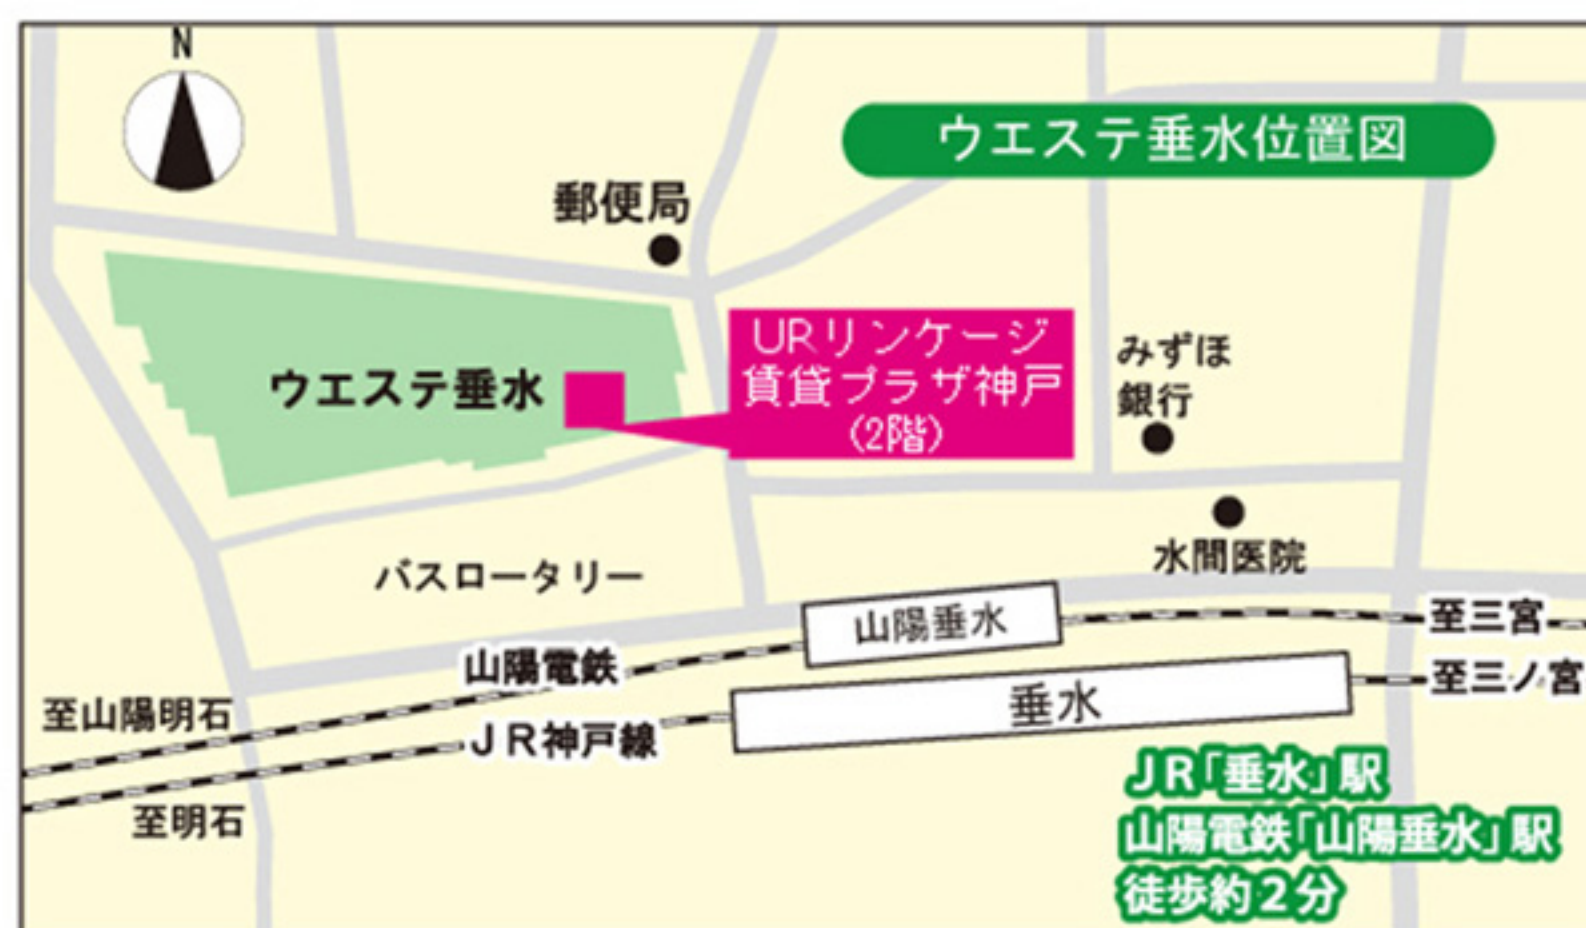 N
ウエステ垂水位置図
郵便局
URリンケージ
賃貸プラザ神戸
(2階)
ウエステ垂水
みずほ
銀行
水間医院
バスロータリー
山陽垂水
至三宮
山陽電鉄
至三ノ宮
垂水
至山陽明石
JR神戸線
至明石
JR「垂水」駅
山陽電鉄「山陽垂水」駅
徒歩約2分